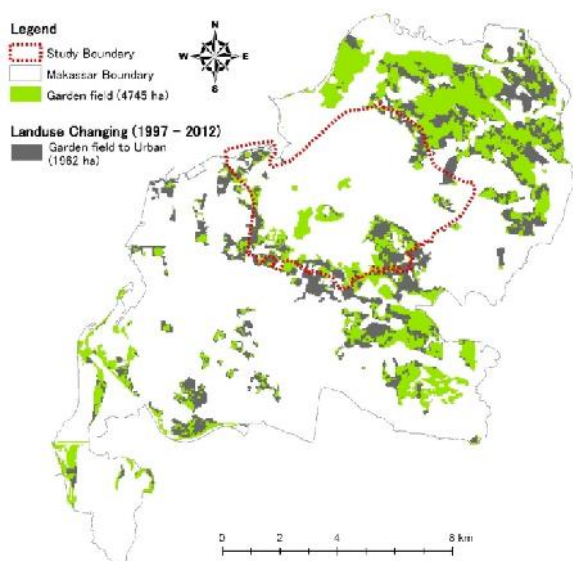 Legend
Study Boundary
Makassar Boundary
Garden field (4745 ha)
Landuse Changing (1997 - 2012)
Garden field to Urban
(1962 ha)
N
W E
S
0 2 4 8 km